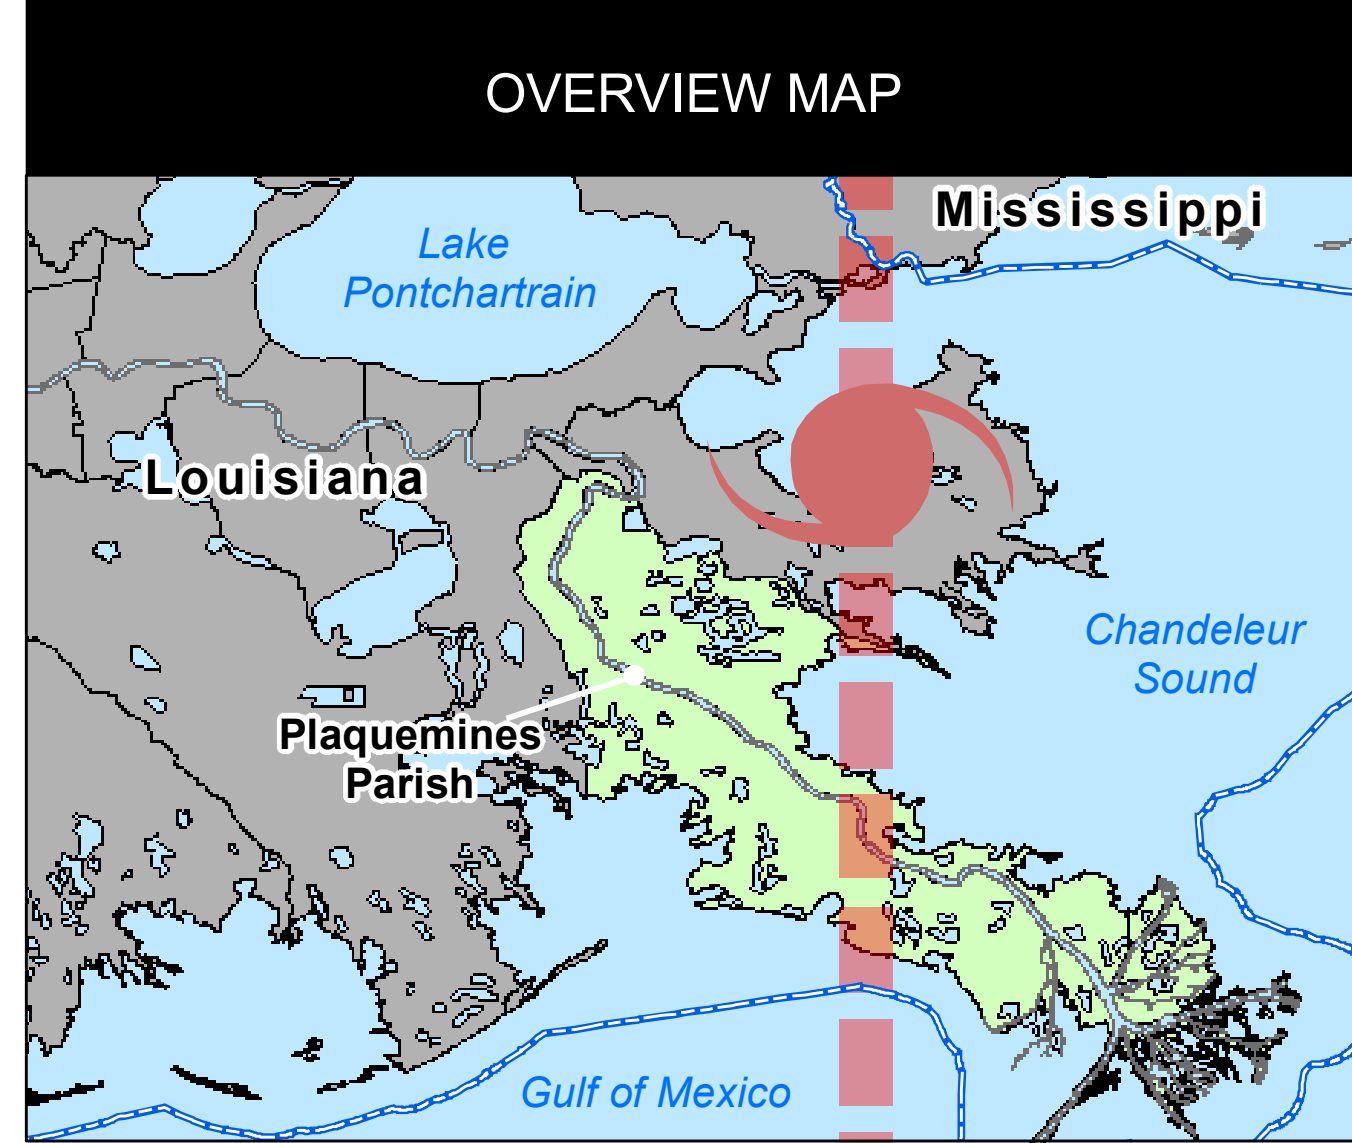 OVERVIEW MAP
Mississippi
Lake
Pontchartrain
Louisiana
Chandeleur
Sound
Plaquemines
Parish
Gulf of Mexico